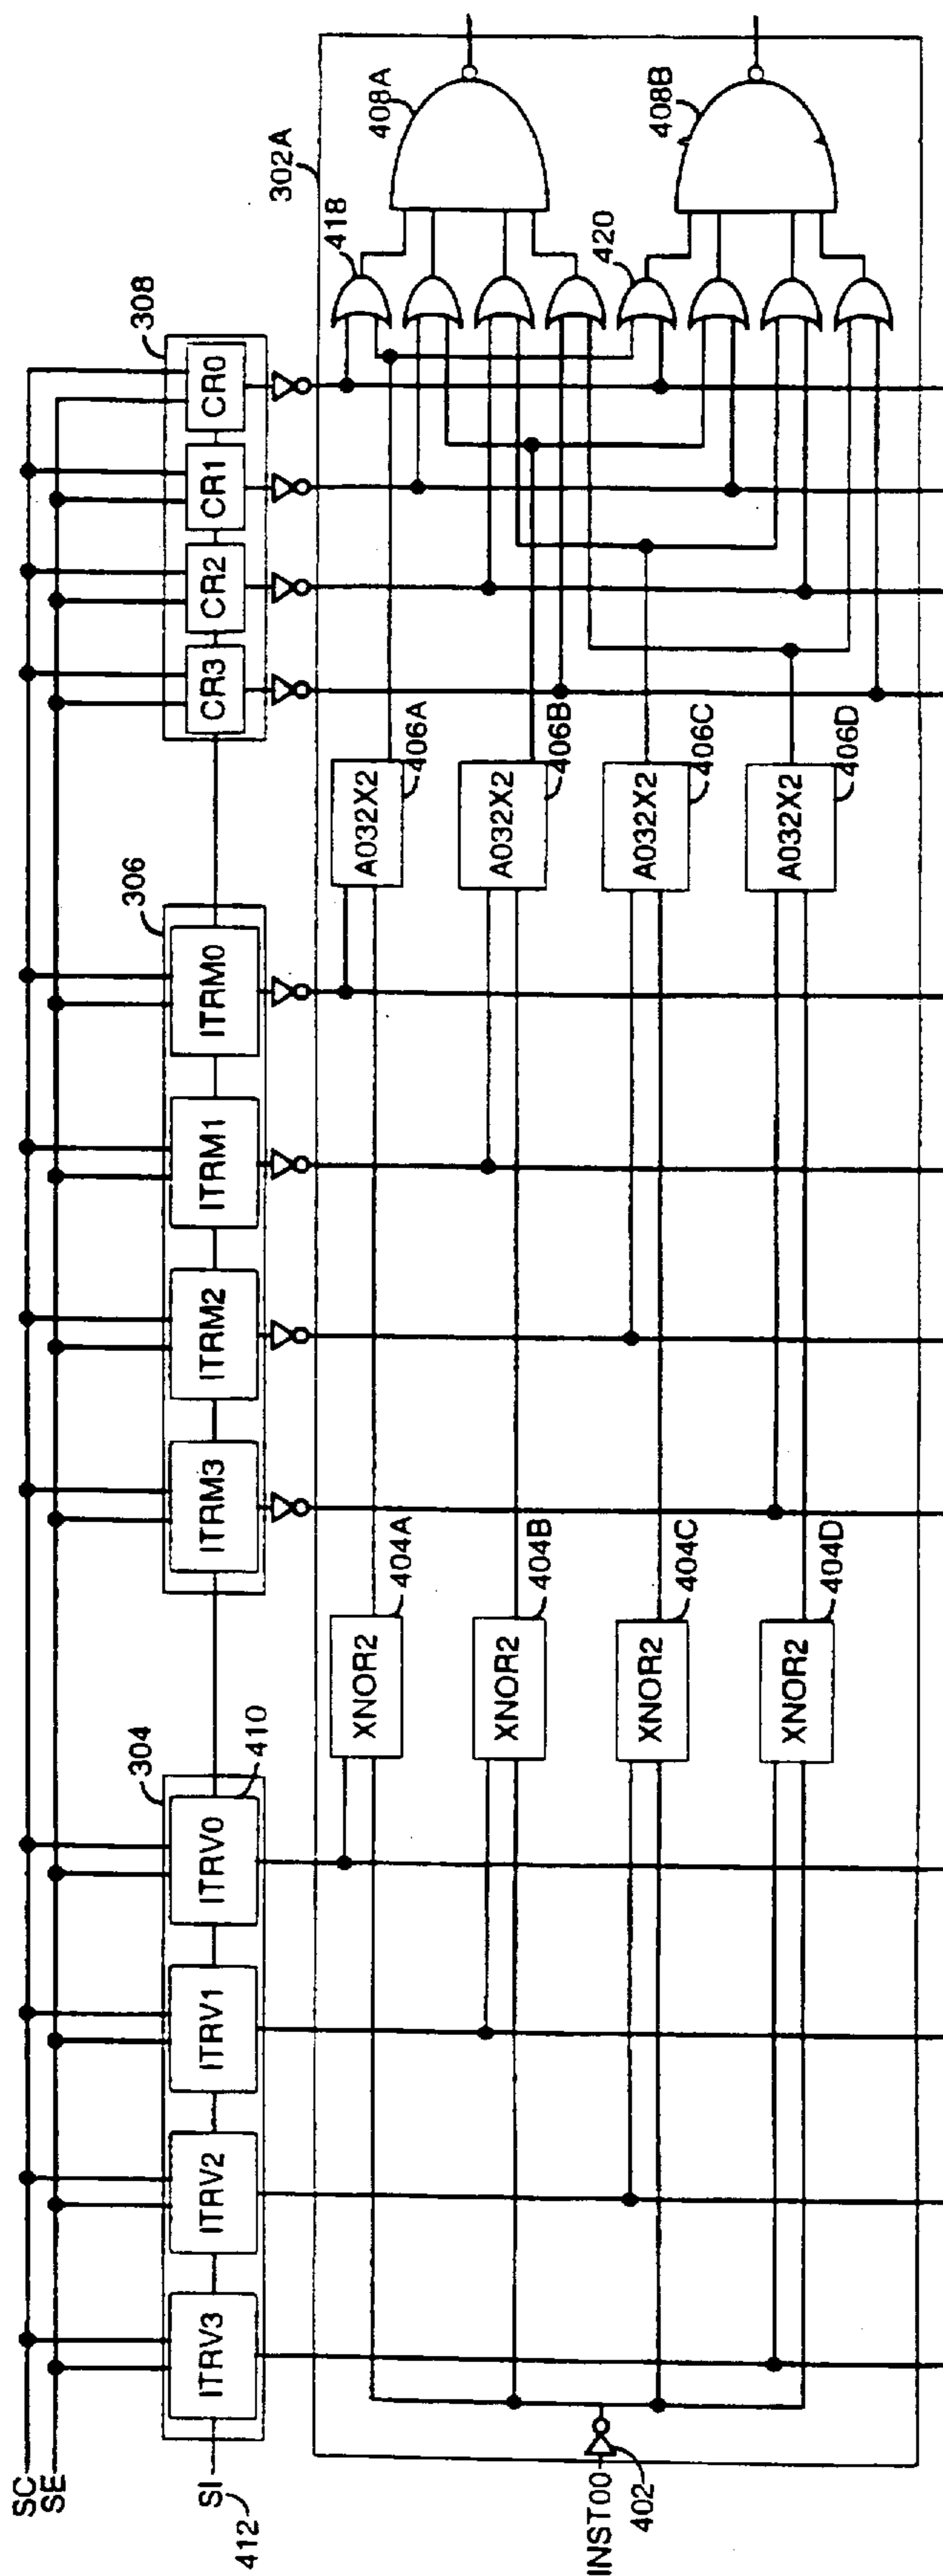 SC
SE
SI
412
304
ITRV3
ITRV2
ITRV1
ITRV0
410
306
ITRM3
ITRM2
ITRM1
ITRM0
308
CR3
CR2
CR1
CR0
302A
INST00
402
XNOR2
404A
XNOR2
404B
XNOR2
404C
XNOR2
404D
A032X2
406A
A032X2
406B
A032X2
406C
A032X2
406D
418
420
408A
408B